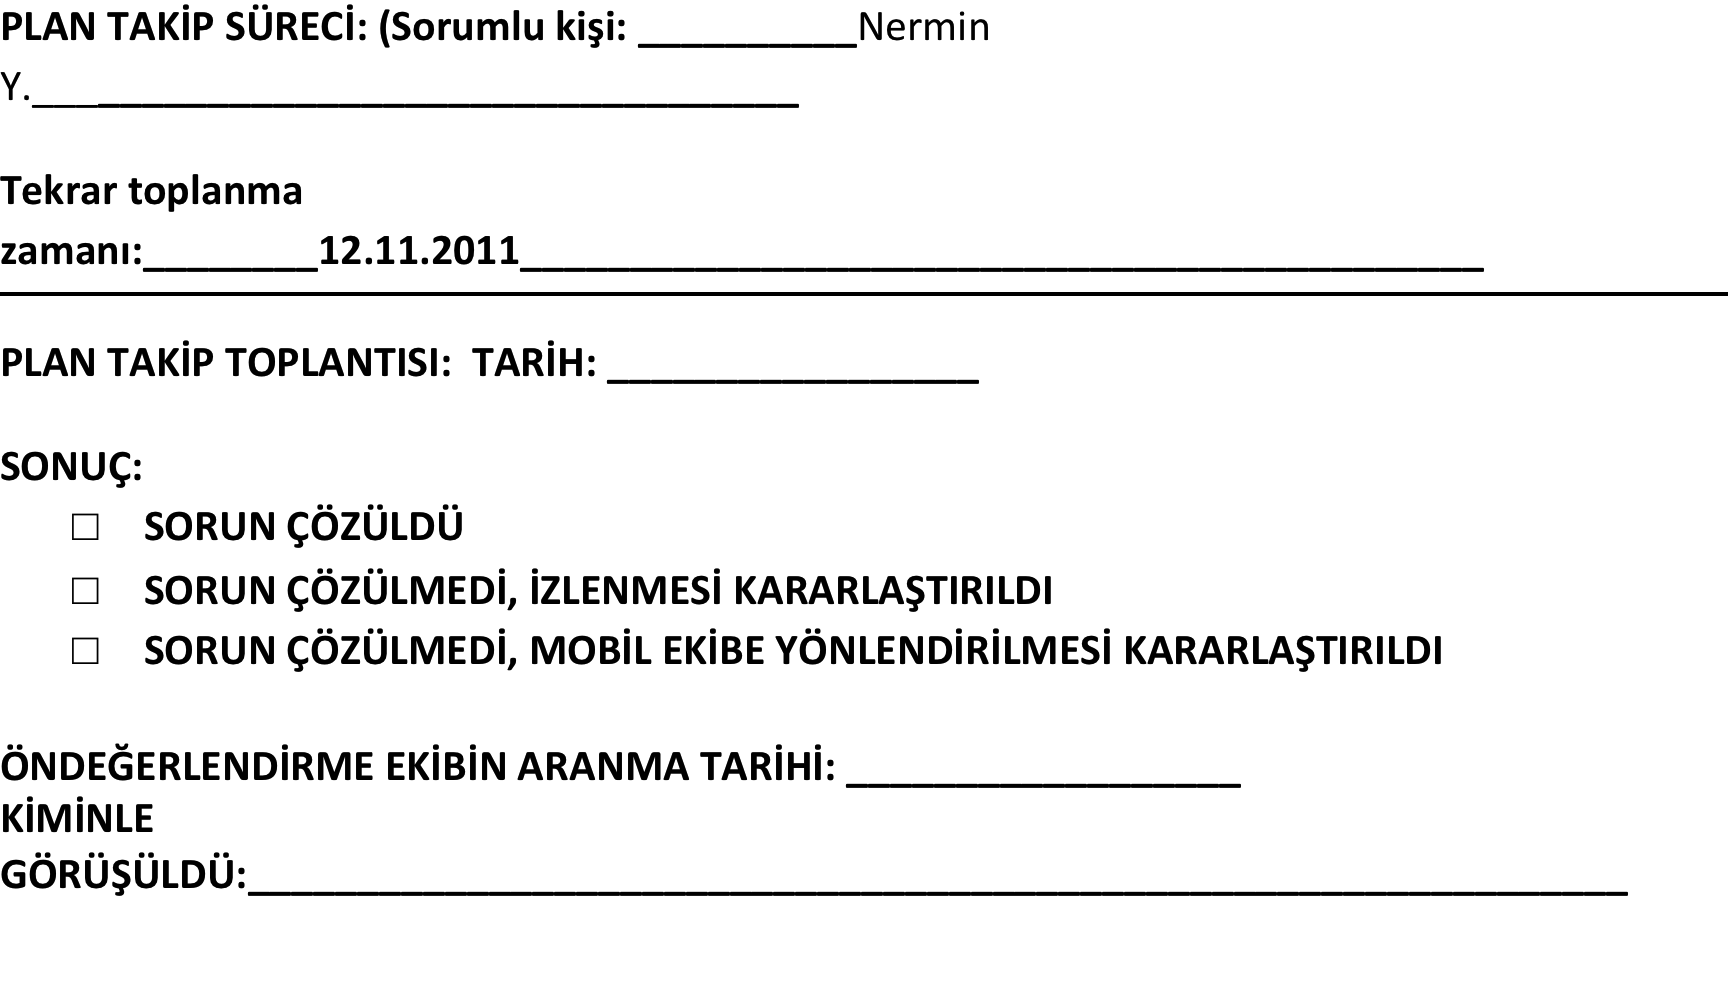 PLAN TAKİP SÜRECİ: (Sorumlu kişi: __________Nermin
Y.___________________________________
Tekrar toplanma
zamanı:________12.11.2011____________________________________________
PLAN TAKİP TOPLANTISI:  TARİH: _________________
SONUÇ:
□ SORUN ÇÖZÜLDÜ
□ SORUN ÇÖZÜLMEDİ, İZLENMESİ KARARLAŞTIRILDI
□ SORUN ÇÖZÜLMEDİ, MOBİL EKİBE YÖNLENDİRİLMESİ KARARLAŞTIRILDI
ÖNDEĞERLENDİRME EKİBİN ARANMA TARİHİ: __________________
KİMİNLE
GÖRÜŞÜLDÜ:_______________________________________________________________